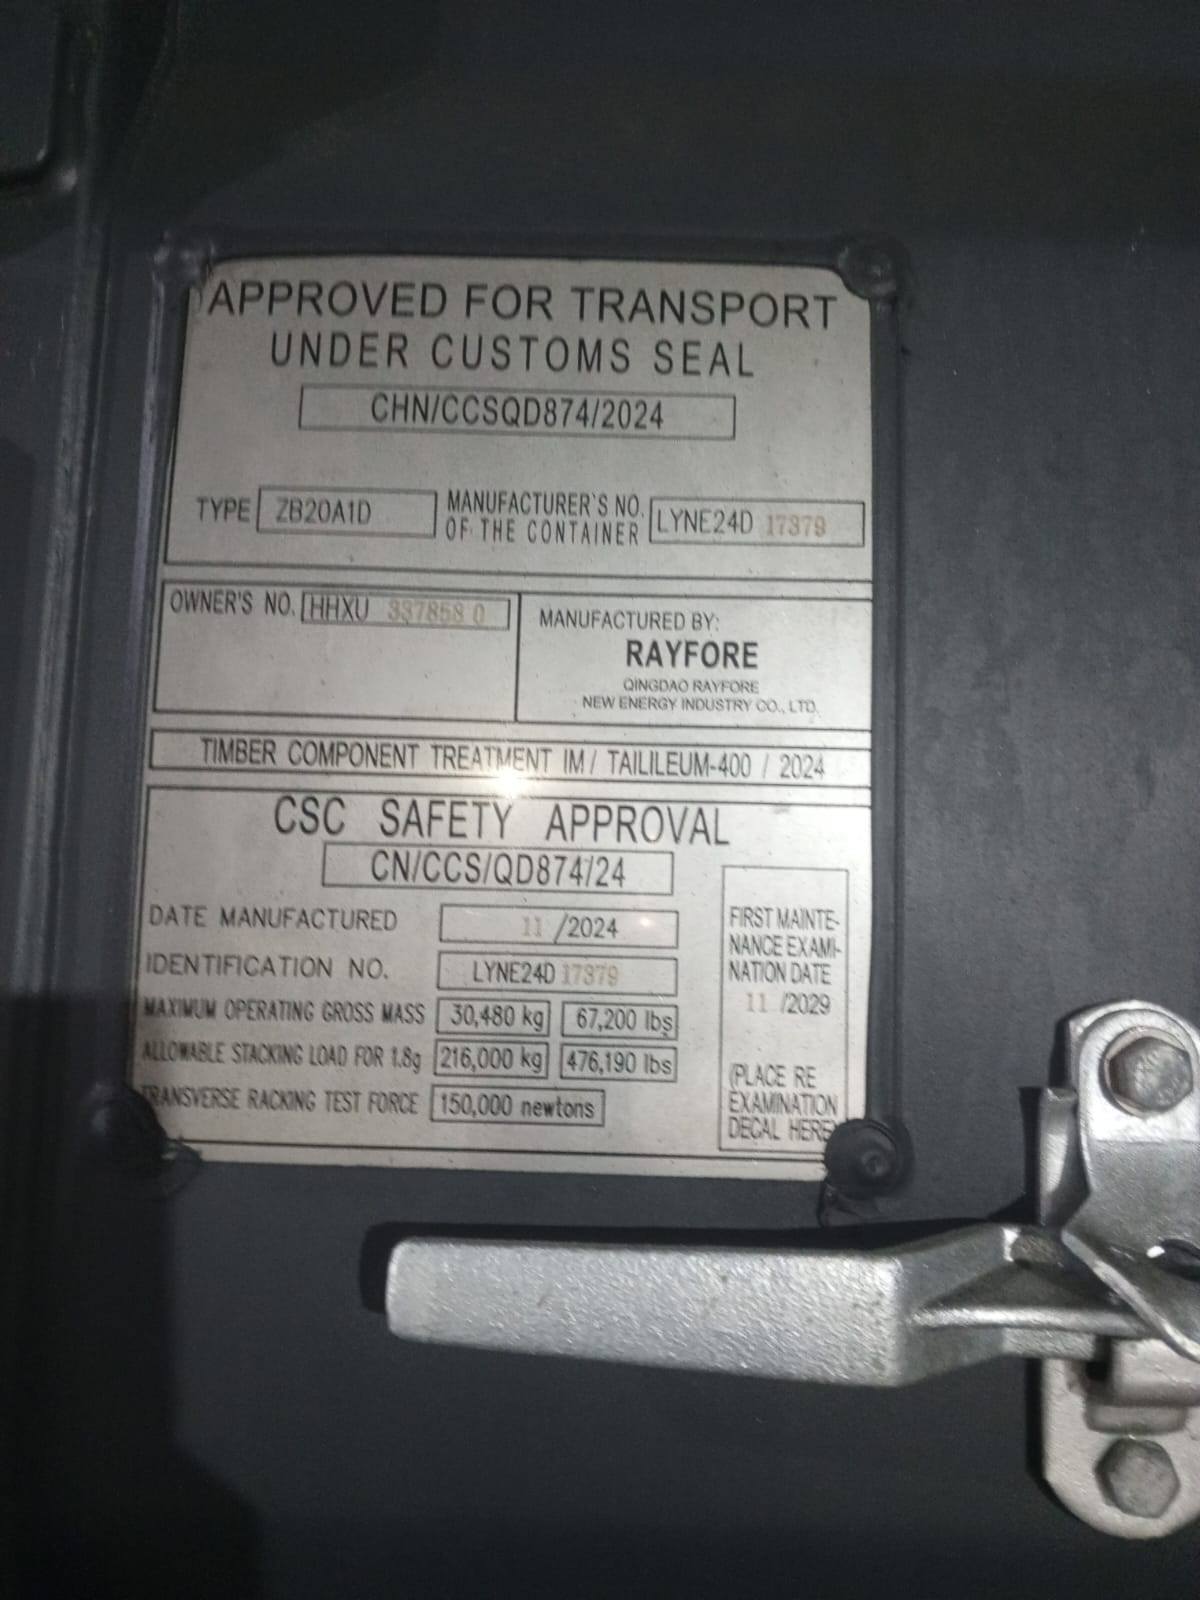 APPROVED FOR TRANSPORT
UNDER CUSTOMS SEAL
CHN/CCSQD874/2024
TYPE ZB20A1D
MANUFACTURER'S NO.
OF THE CONTAINER
LYNE24D 17379
OWNER'S NO. HHXU 337858 0
MANUFACTURED BY:
RAYFORE
QINGDAO RAYFORE
NEW ENERGY INDUSTRY CO., LTD.
TIMBER COMPONENT TREATMENT IM / TAILILEUM-400 / 2024
CSC SAFETY APPROVAL
CN/CCS/QD874/24
DATE MANUFACTURED 11 /2024
IDENTIFICATION NO. LYNE24D 17379
MAXIMUM OPERATING GROSS MASS 30,480 kg 67,200 lbs
ALLOWABLE STACKING LOAD FOR 1.8g 216,000 kg 476,190 lbs
TRANSVERSE RACKING TEST FORCE 150,000 newtons
FIRST MAINTE-
NANCE EXAMI-
NATION DATE
11 /2029
(PLACE RE
EXAMINATION
DECAL HERE)